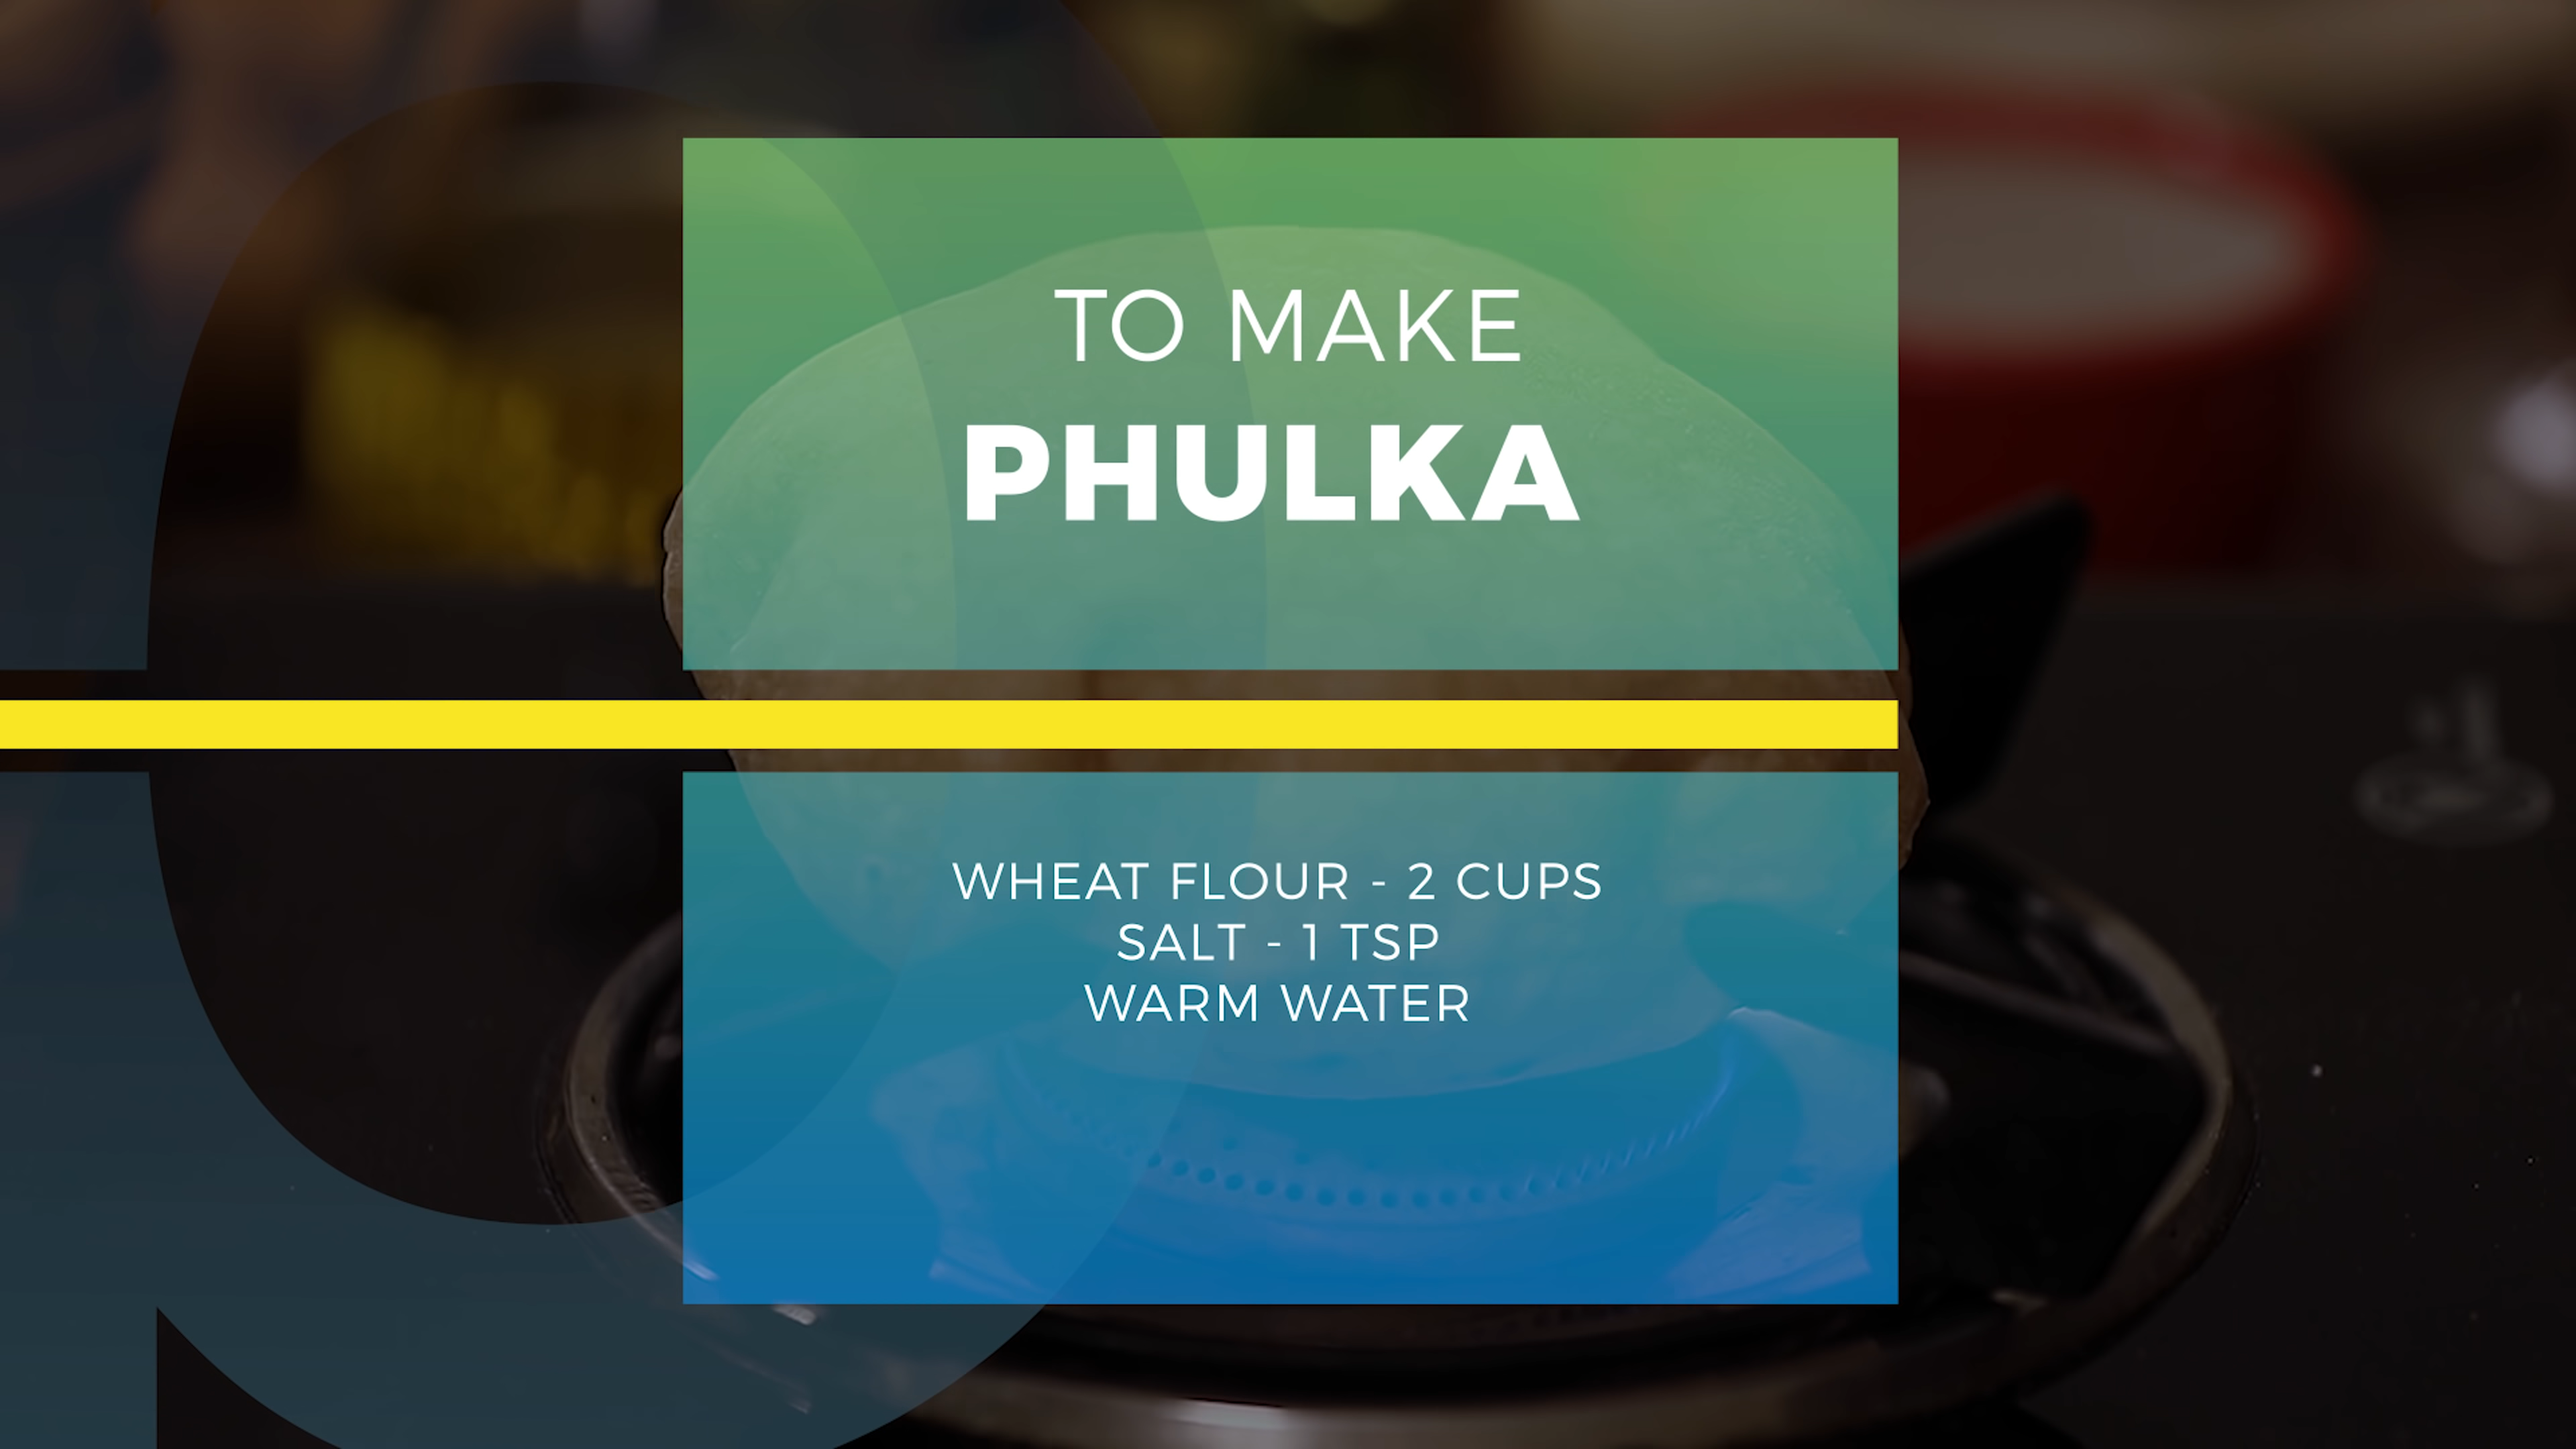 TO MAKE
PHULKA
WHEAT FLOUR - 2 CUPS
SALT - 1 TSP
WARM WATER